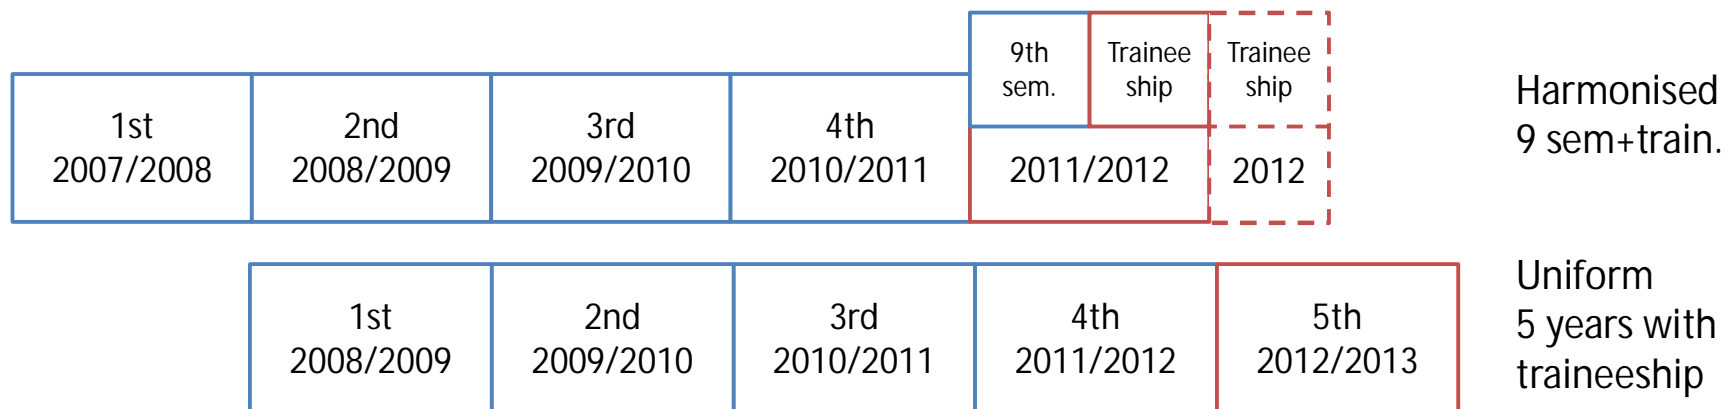 9th
sem.
Trainee
ship
Trainee
ship
1st
2007/2008
2nd
2008/2009
3rd
2009/2010
4th
2010/2011
2011/2012
2012
Harmonised
9 sem+train.
1st
2008/2009
2nd
2009/2010
3rd
2010/2011
4th
2011/2012
5th
2012/2013
Uniform
5 years with
traineeship